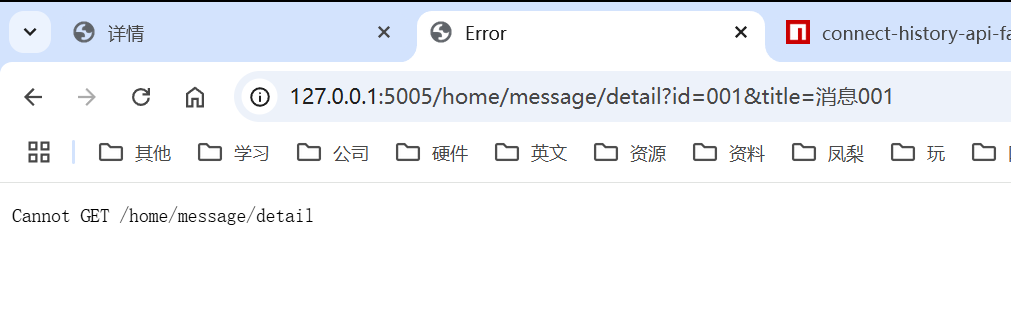 详情
Error
connect-history-api-fa
127.0.0.1:5005/home/message/detail?id=001&title=消息001
其他
学习
公司
硬件
英文
资源
资料
凤梨
玩
Cannot GET /home/message/detail